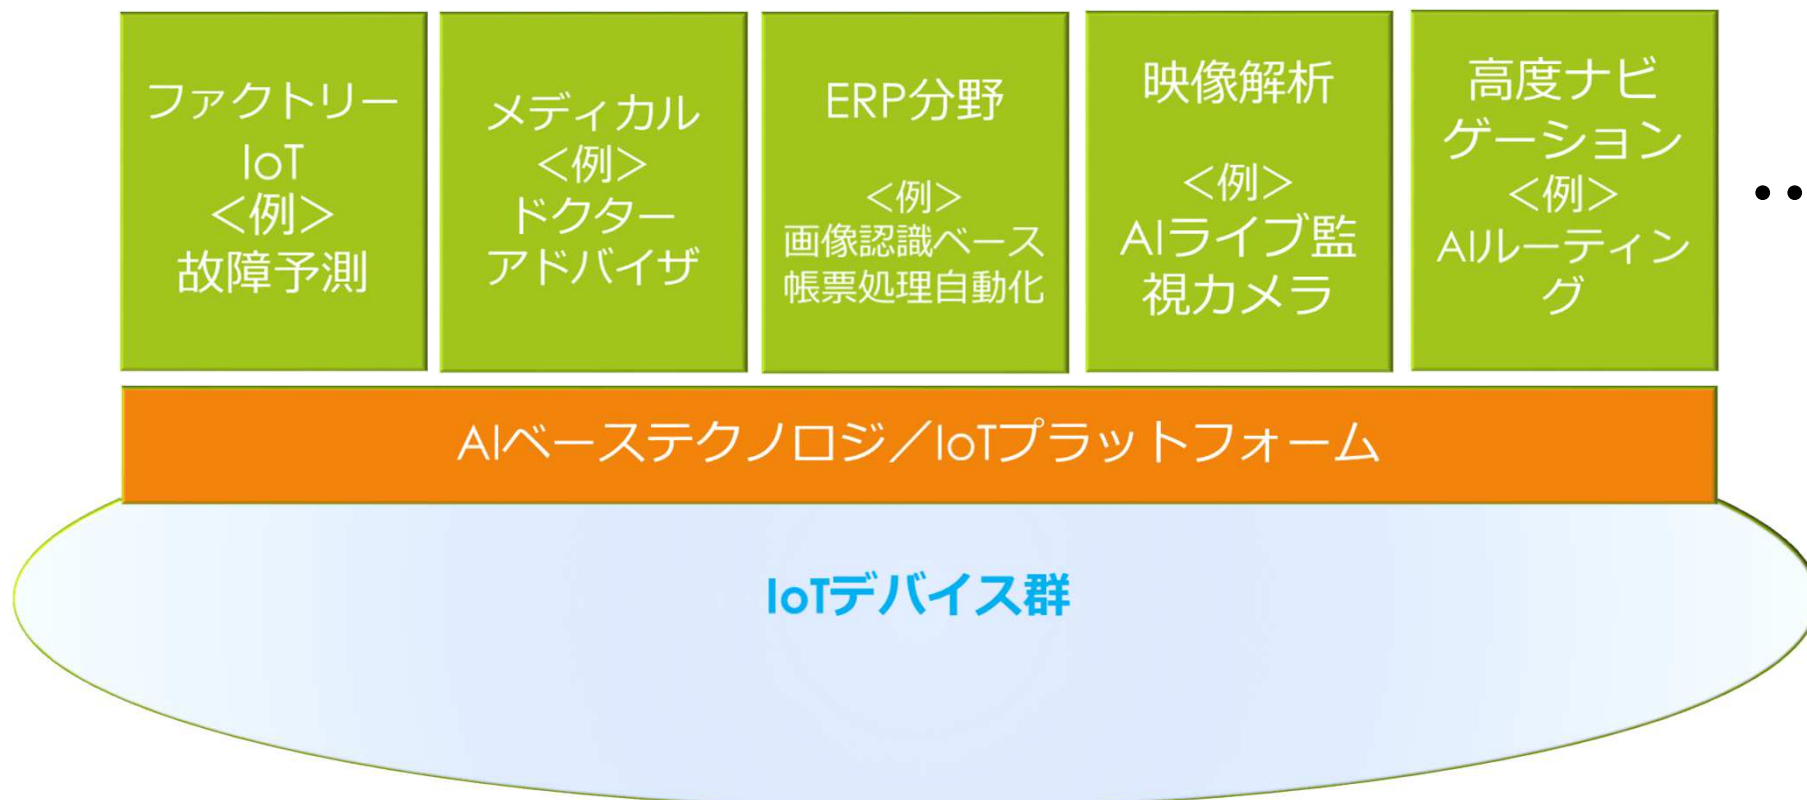 ファクトリー
IoT
＜例＞
故障予測
メディカル
＜例＞
ドクター
アドバイザ
ERP分野
＜例＞
画像認識ベース
帳票処理自動化
映像解析
＜例＞
AIライブ監
視カメラ
高度ナビ
ゲーション
＜例＞
AIルーティン
グ
・・
AIベーステクノロジ／IoTプラットフォーム
IoTデバイス群